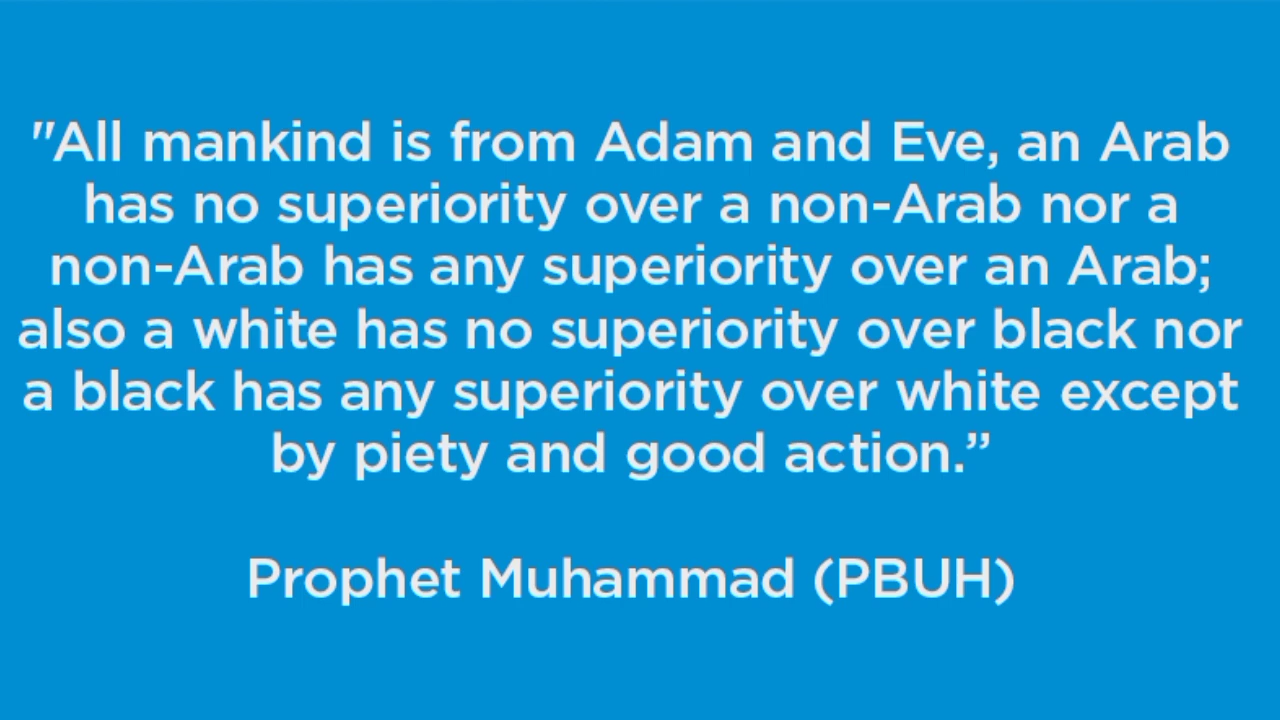 "All mankind is from Adam and Eve, an Arab
has no superiority over a non-Arab nor a
non-Arab has any superiority over an Arab;
also a white has no superiority over black nor
a black has any superiority over white except
by piety and good action.”
Prophet Muhammad (PBUH)